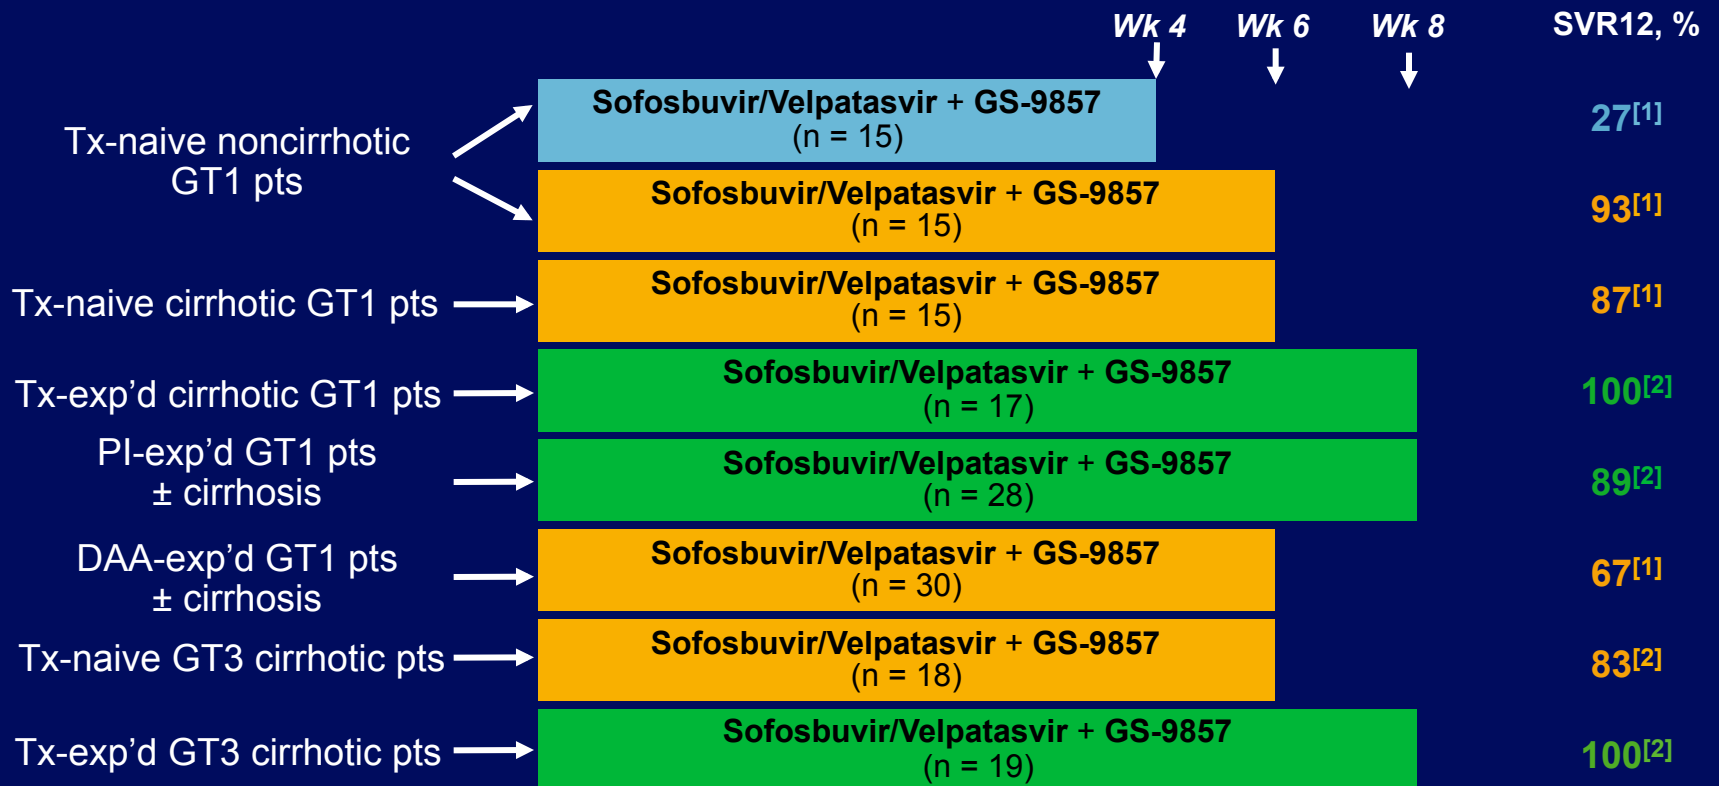 Wk 4 Wk 6 Wk 8 SVR12, %
Sofosbuvir/Velpatasvir + GS-9857
(n = 15)
27[1]
Tx-naive noncirrhotic
GT1 pts
Sofosbuvir/Velpatasvir + GS-9857
(n = 15)
93[1]
Tx-naive cirrhotic GT1 pts
Sofosbuvir/Velpatasvir + GS-9857
(n = 15)
87[1]
Tx-exp’d cirrhotic GT1 pts
Sofosbuvir/Velpatasvir + GS-9857
(n = 17)
100[2]
PI-exp’d GT1 pts
± cirrhosis
Sofosbuvir/Velpatasvir + GS-9857
(n = 28)
89[2]
DAA-exp’d GT1 pts
± cirrhosis
Sofosbuvir/Velpatasvir + GS-9857
(n = 30)
67[1]
Tx-naive GT3 cirrhotic pts
Sofosbuvir/Velpatasvir + GS-9857
(n = 18)
83[2]
Tx-exp’d GT3 cirrhotic pts
Sofosbuvir/Velpatasvir + GS-9857
(n = 19)
100[2]